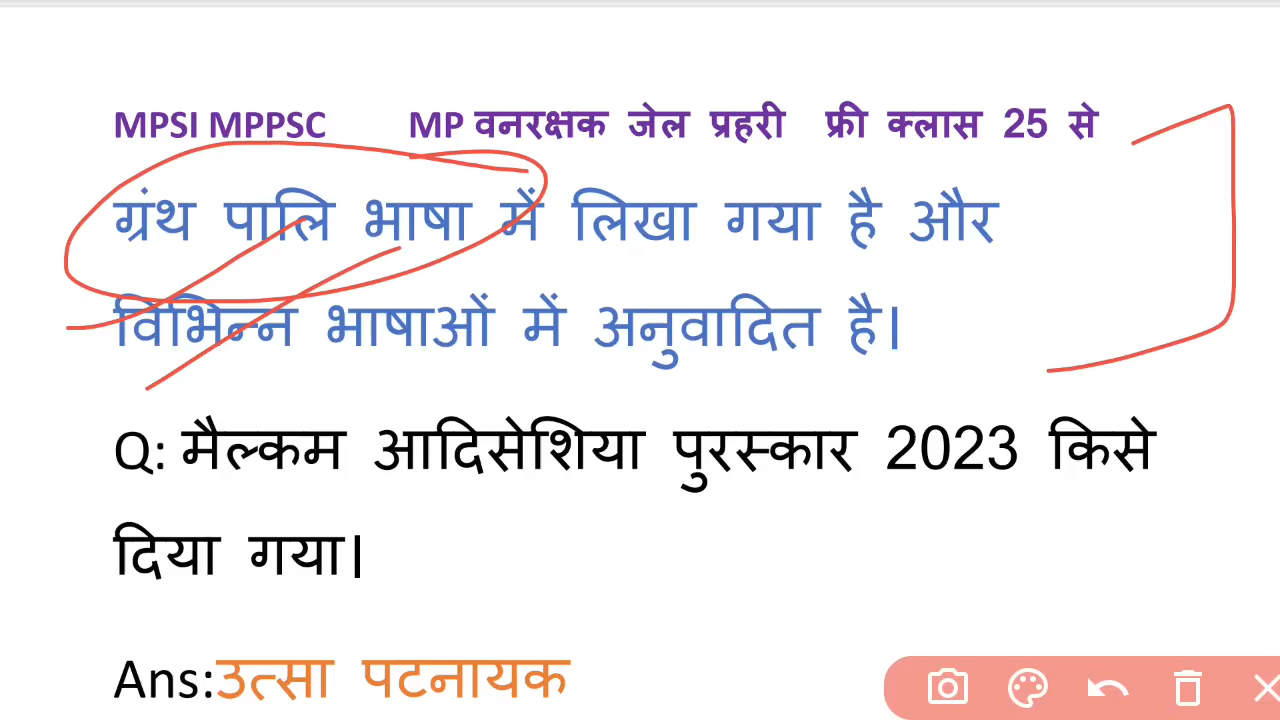 MPSI MPPSC MP वनरक्षक जेल प्रहरी फ्री क्लास 25 से
ग्रंथ पालि भाषा में लिखा गया है और
विभिन्न भाषाओं में अनुवादित है।
Q: मैल्कम आदिसेशिया पुरस्कार 2023 किसे
दिया गया।
Ans:उत्सा पटनायक